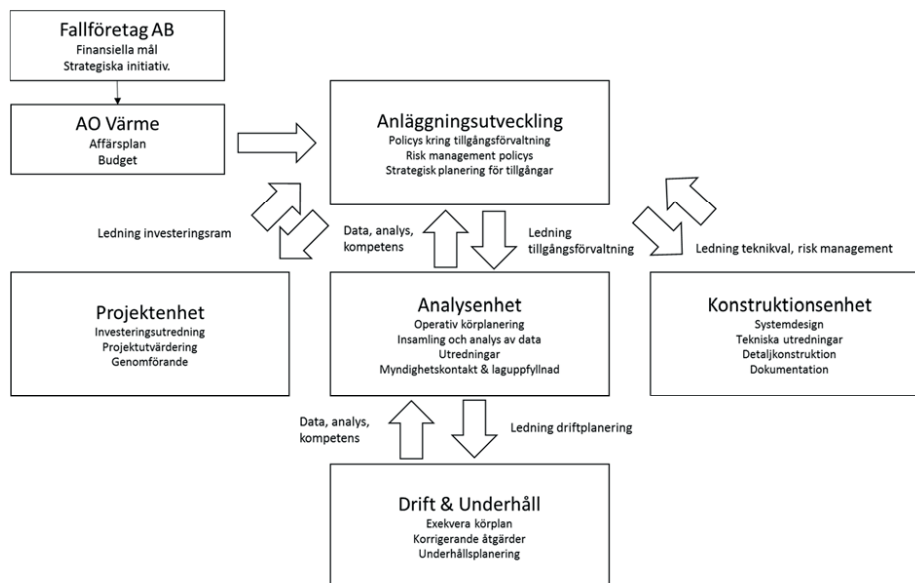 Fallföretag AB
Finansiella mål
Strategiska initiativ.
AO Värme
Affärsplan
Budget
Anläggningsutveckling
Policys kring tillgångsförvaltning
Risk management policys
Strategisk planering för tillgångar
Ledning investeringsram
Data, analys,
kompetens
Ledning
tillgångsförvaltning
Ledning teknikval, risk management
Projektenhet
Investeringsutredning
Projektutvärdering
Genomförande
Analysenhet
Operativ körplanering
Insamling och analys av data
Utredningar
Myndighetskontakt & laguppfyllnad
Konstruktionsenhet
Systemdesign
Tekniska utredningar
Detaljkonstruktion
Dokumentation
Data, analys,
kompetens
Ledning driftplanering
Drift & Underhåll
Exekvera körplan
Korrigerande åtgärder
Underhållsplanering